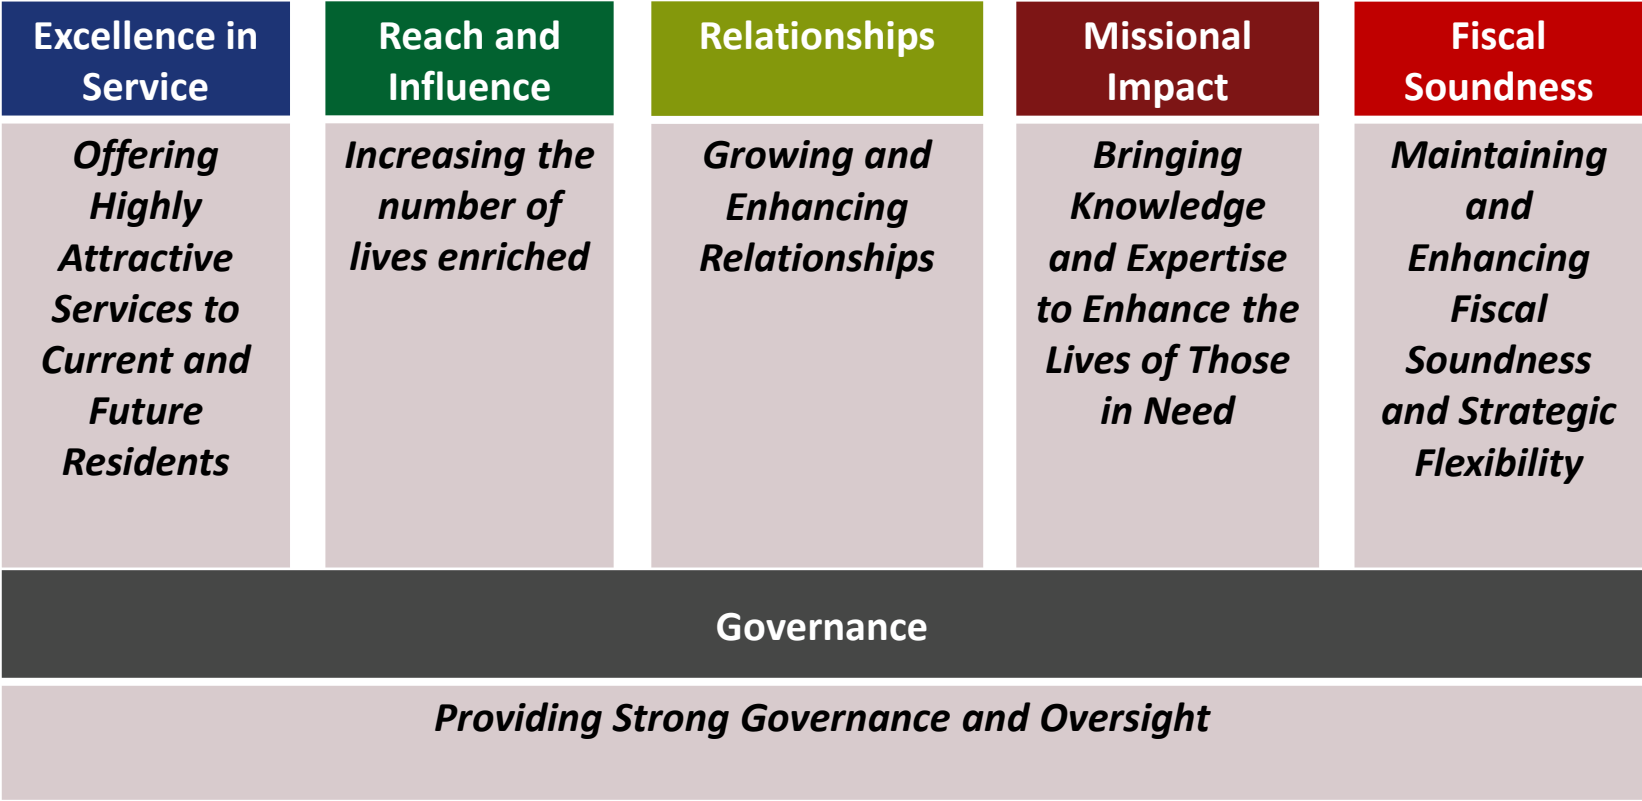 Excellence in
Service
Offering
Highly
Attractive
Services to
Current and
Future
Residents
Reach and
Influence
Increasing the
number of
lives enriched
Relationships
Growing and
Enhancing
Relationships
Missional
Impact
Bringing
Knowledge
and Expertise
to Enhance the
Lives of Those
in Need
Fiscal
Soundness
Maintaining
and
Enhancing
Fiscal
Soundness
and Strategic
Flexibility
Governance
Providing Strong Governance and Oversight